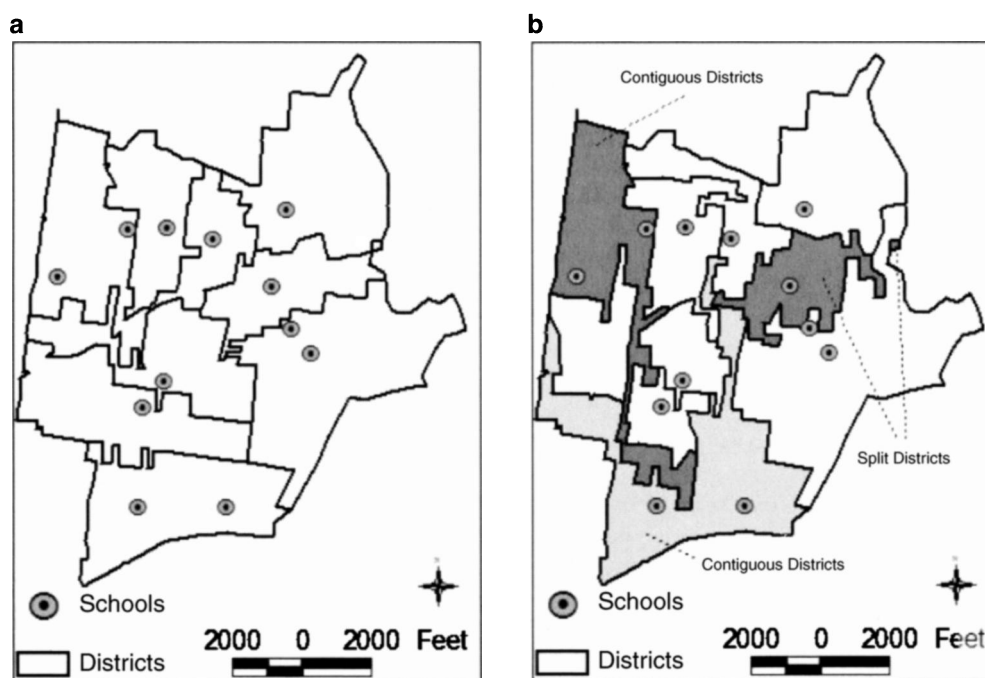 a
Schools
Districts
2000 0 2000 Feet
b
Contiguous Districts
Split Districts
Contiguous Districts
Schools
Districts
2000 0 2000 Feet